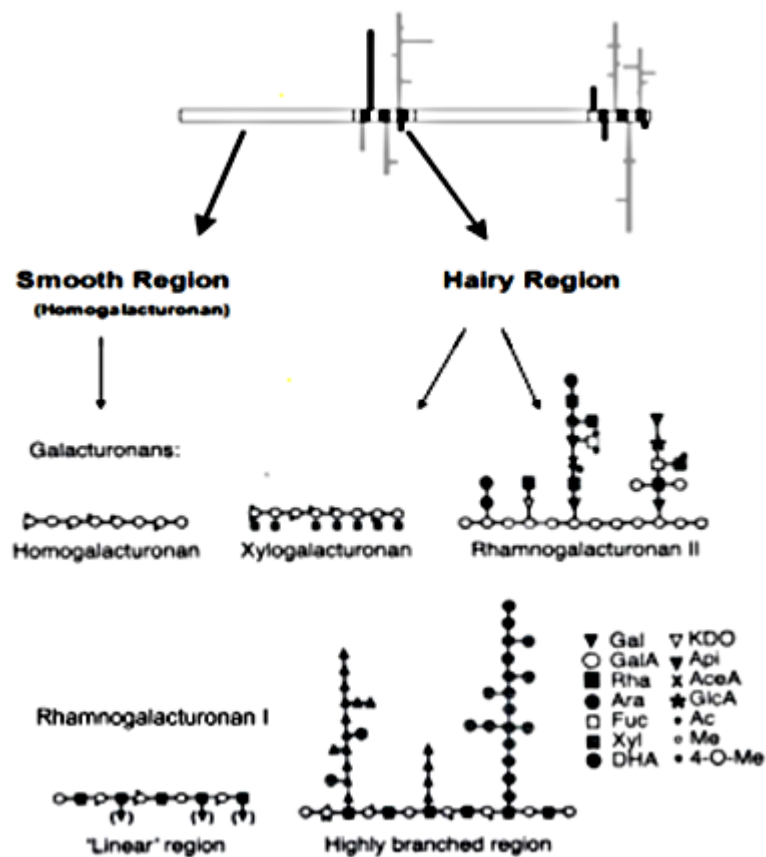 Smooth Region
(Homogalacturonan)
Hairy Region
Galacturonans:
Homogalacturonan
Xylogalacturonan
Rhamnogalacturonan II
Rhamnogalacturonan I
"Linear" region
Highly branched region
Gal
GalA
Rha
Ara
Fuc
Xyl
DHA
KDO
Api
AceA
GlcA
Ac
Me
4-O-Me